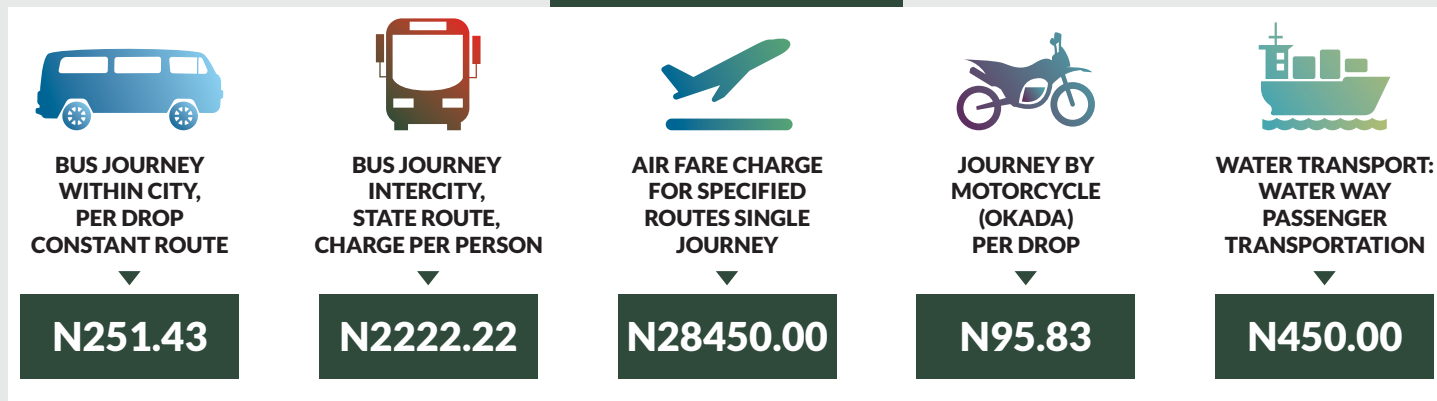 BUS JOURNEY
WITHIN CITY,
PER DROP
CONSTANT ROUTE
N251.43
BUS JOURNEY
INTERCITY,
STATE ROUTE,
CHARGE PER PERSON
N2222.22
AIR FARE CHARGE
FOR SPECIFIED
ROUTES SINGLE
JOURNEY
N28450.00
JOURNEY BY
MOTORCYCLE
(OKADA)
PER DROP
N95.83
WATER TRANSPORT:
WATER WAY
PASSENGER
TRANSPORTATION
N450.00